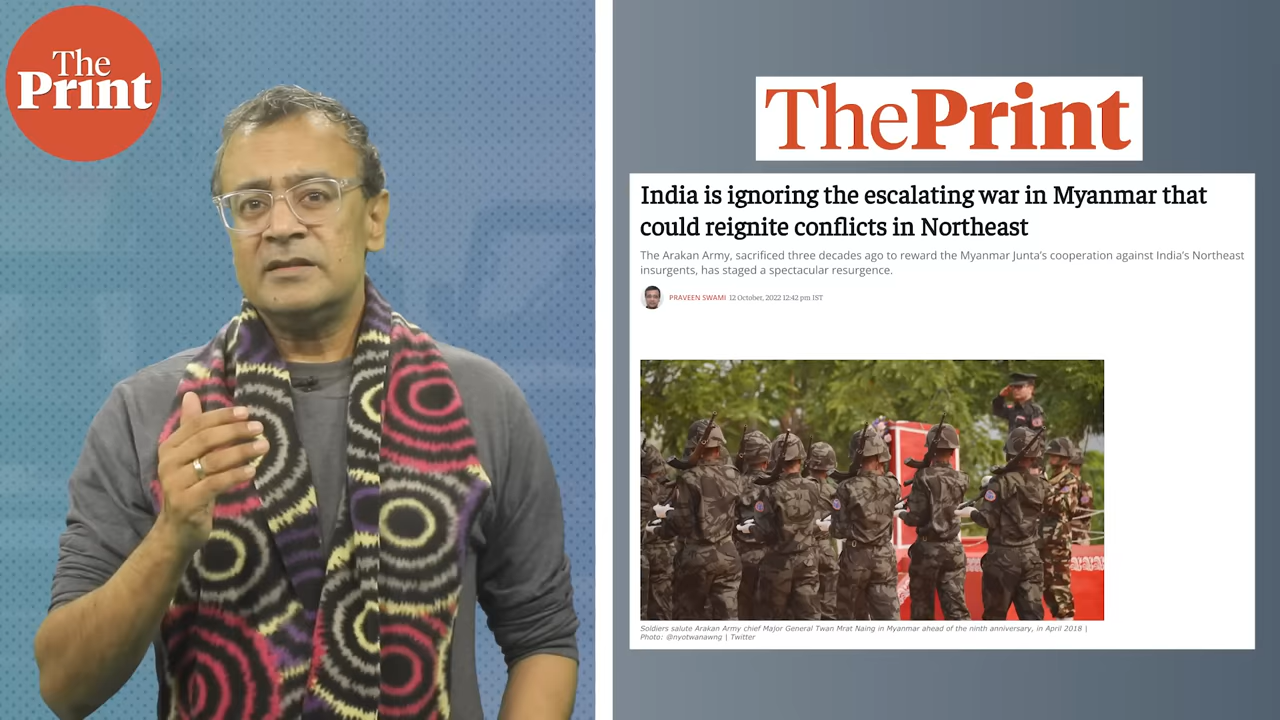 The
Print
ThePrint
India is ignoring the escalating war in Myanmar that
could reignite conflicts in Northeast
The Arakan Army, sacrificed three decades ago to reward the Myanmar Junta's cooperation against India's Northeast
insurgents, has staged a spectacular resurgence.
PRAVEEN SWAMI 12 October, 2022 12:42 pm IST
Soldiers salute Arakan Army chief Major General Twan Mrat Naing in Myanmar ahead of the ninth anniversary, in April 2018 |
Photo: @nyotwanawng | Twitter